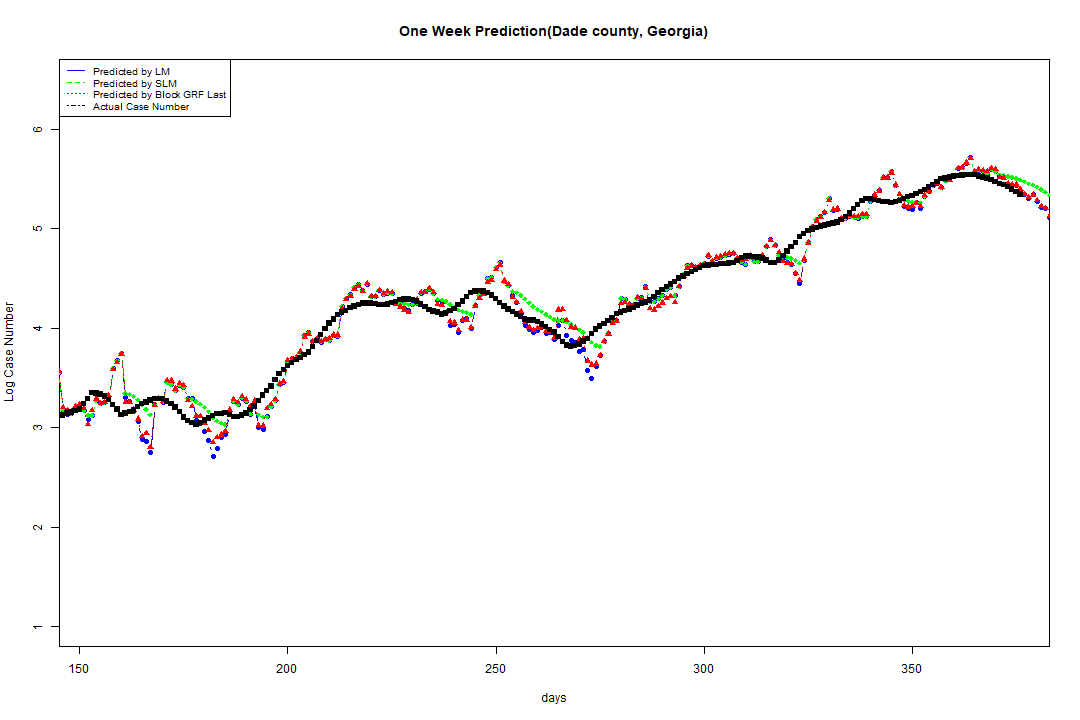 One Week Prediction(Dade county, Georgia)
Predicted by LM
Predicted by SLM
Predicted by Block GRF Last
Actual Case Number
Log Case Number
6
5
4
3
2
1
150 200 250 300 350
days